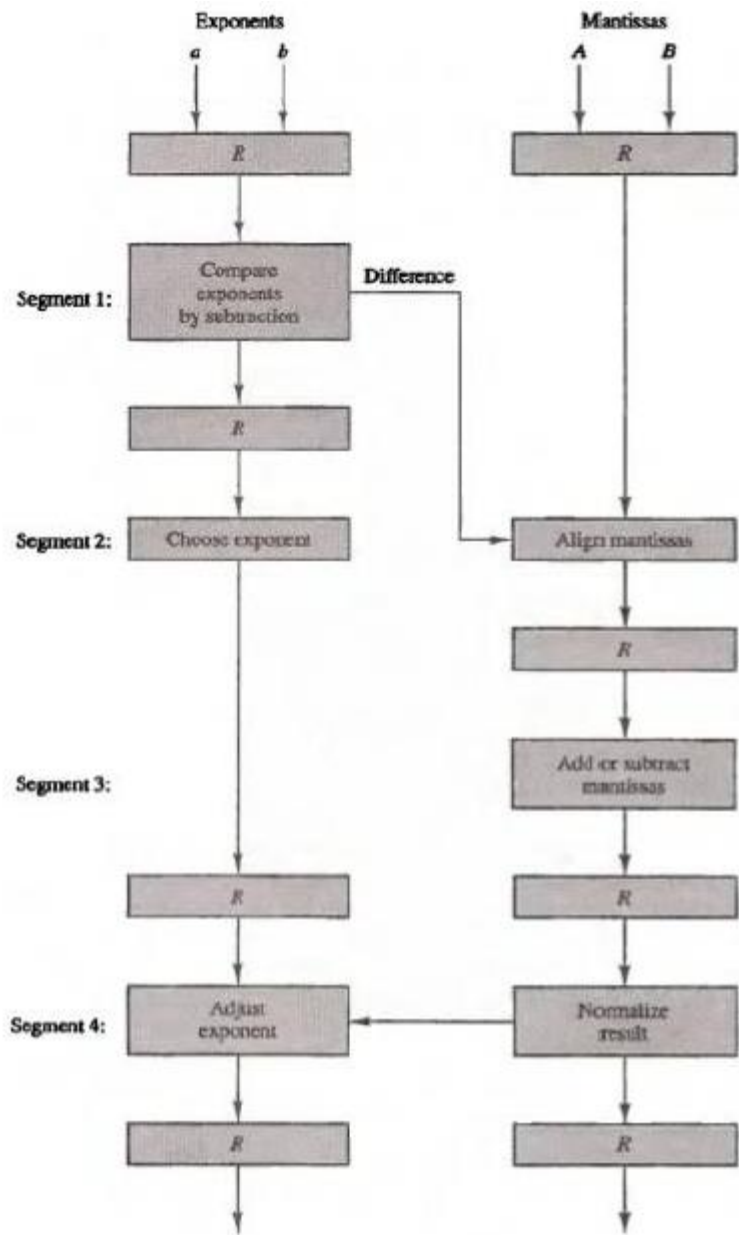 Exponents
Mantissas
a b
A B
R
R
Segment 1:
Compare
exponents
by subtraction
Difference
R
Segment 2:
Choose exponent
Align mantissas
R
Segment 3:
Add or subtract
mantissas
R
R
Segment 4:
Adjust
exponent
Normalize
result
R
R